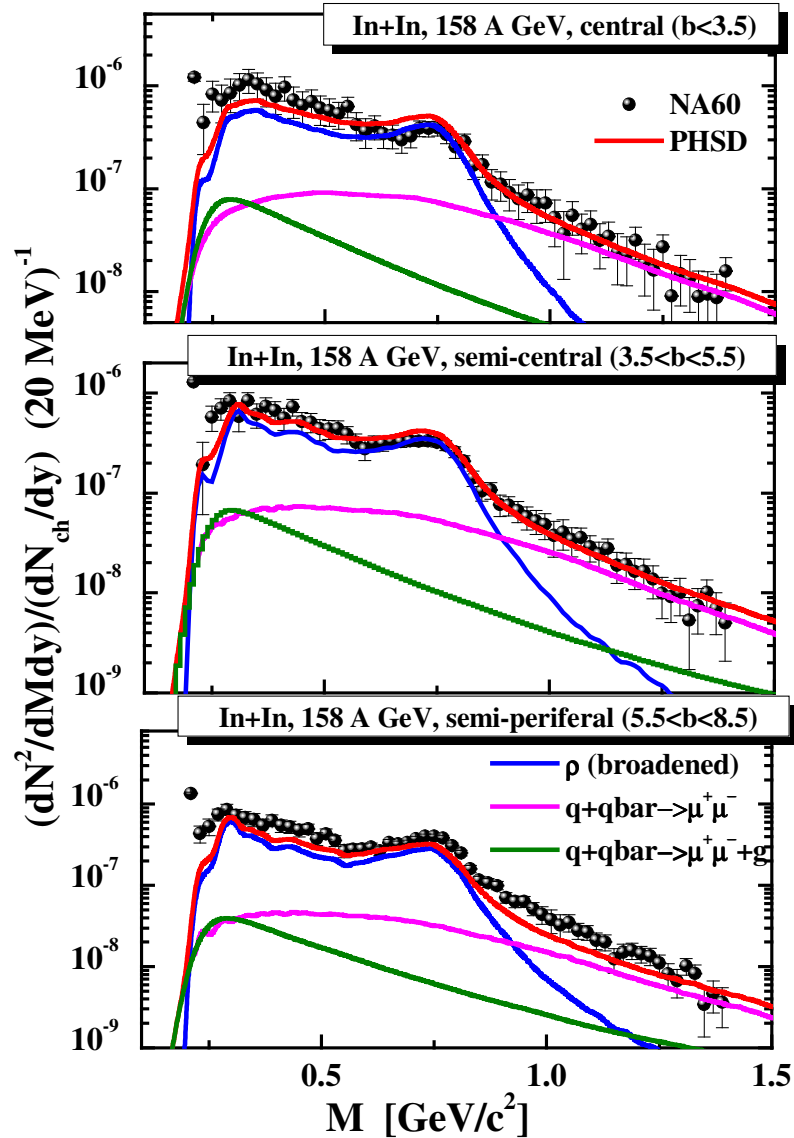 In+In, 158 A GeV, central (b<3.5)
10⁻⁶
NA60
PHSD
10⁻⁷
10⁻⁸
In+In, 158 A GeV, semi-central (3.5<b<5.5)
10⁻⁶
10⁻⁷
10⁻⁸
10⁻⁹
In+In, 158 A GeV, semi-periferal (5.5<b<8.5)
10⁻⁶
ρ (broadened)
q+qbar->μ⁺μ⁻
q+qbar->μ⁺μ⁻+g
10⁻⁷
10⁻⁸
10⁻⁹
0.5 1.0 1.5
M [GeV/c²]
((dN²/dMdy)/(dN_ch/dy) (20 MeV)⁻¹